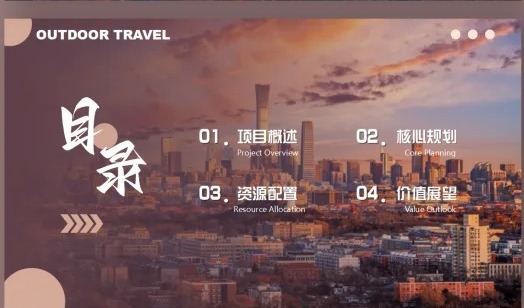 OUTDOOR TRAVEL
目录
01. 项目概述
Project Overview
02. 核心规划
Core Planning
03. 资源配置
Resource Allocation
04. 价值展望
Value Outlook